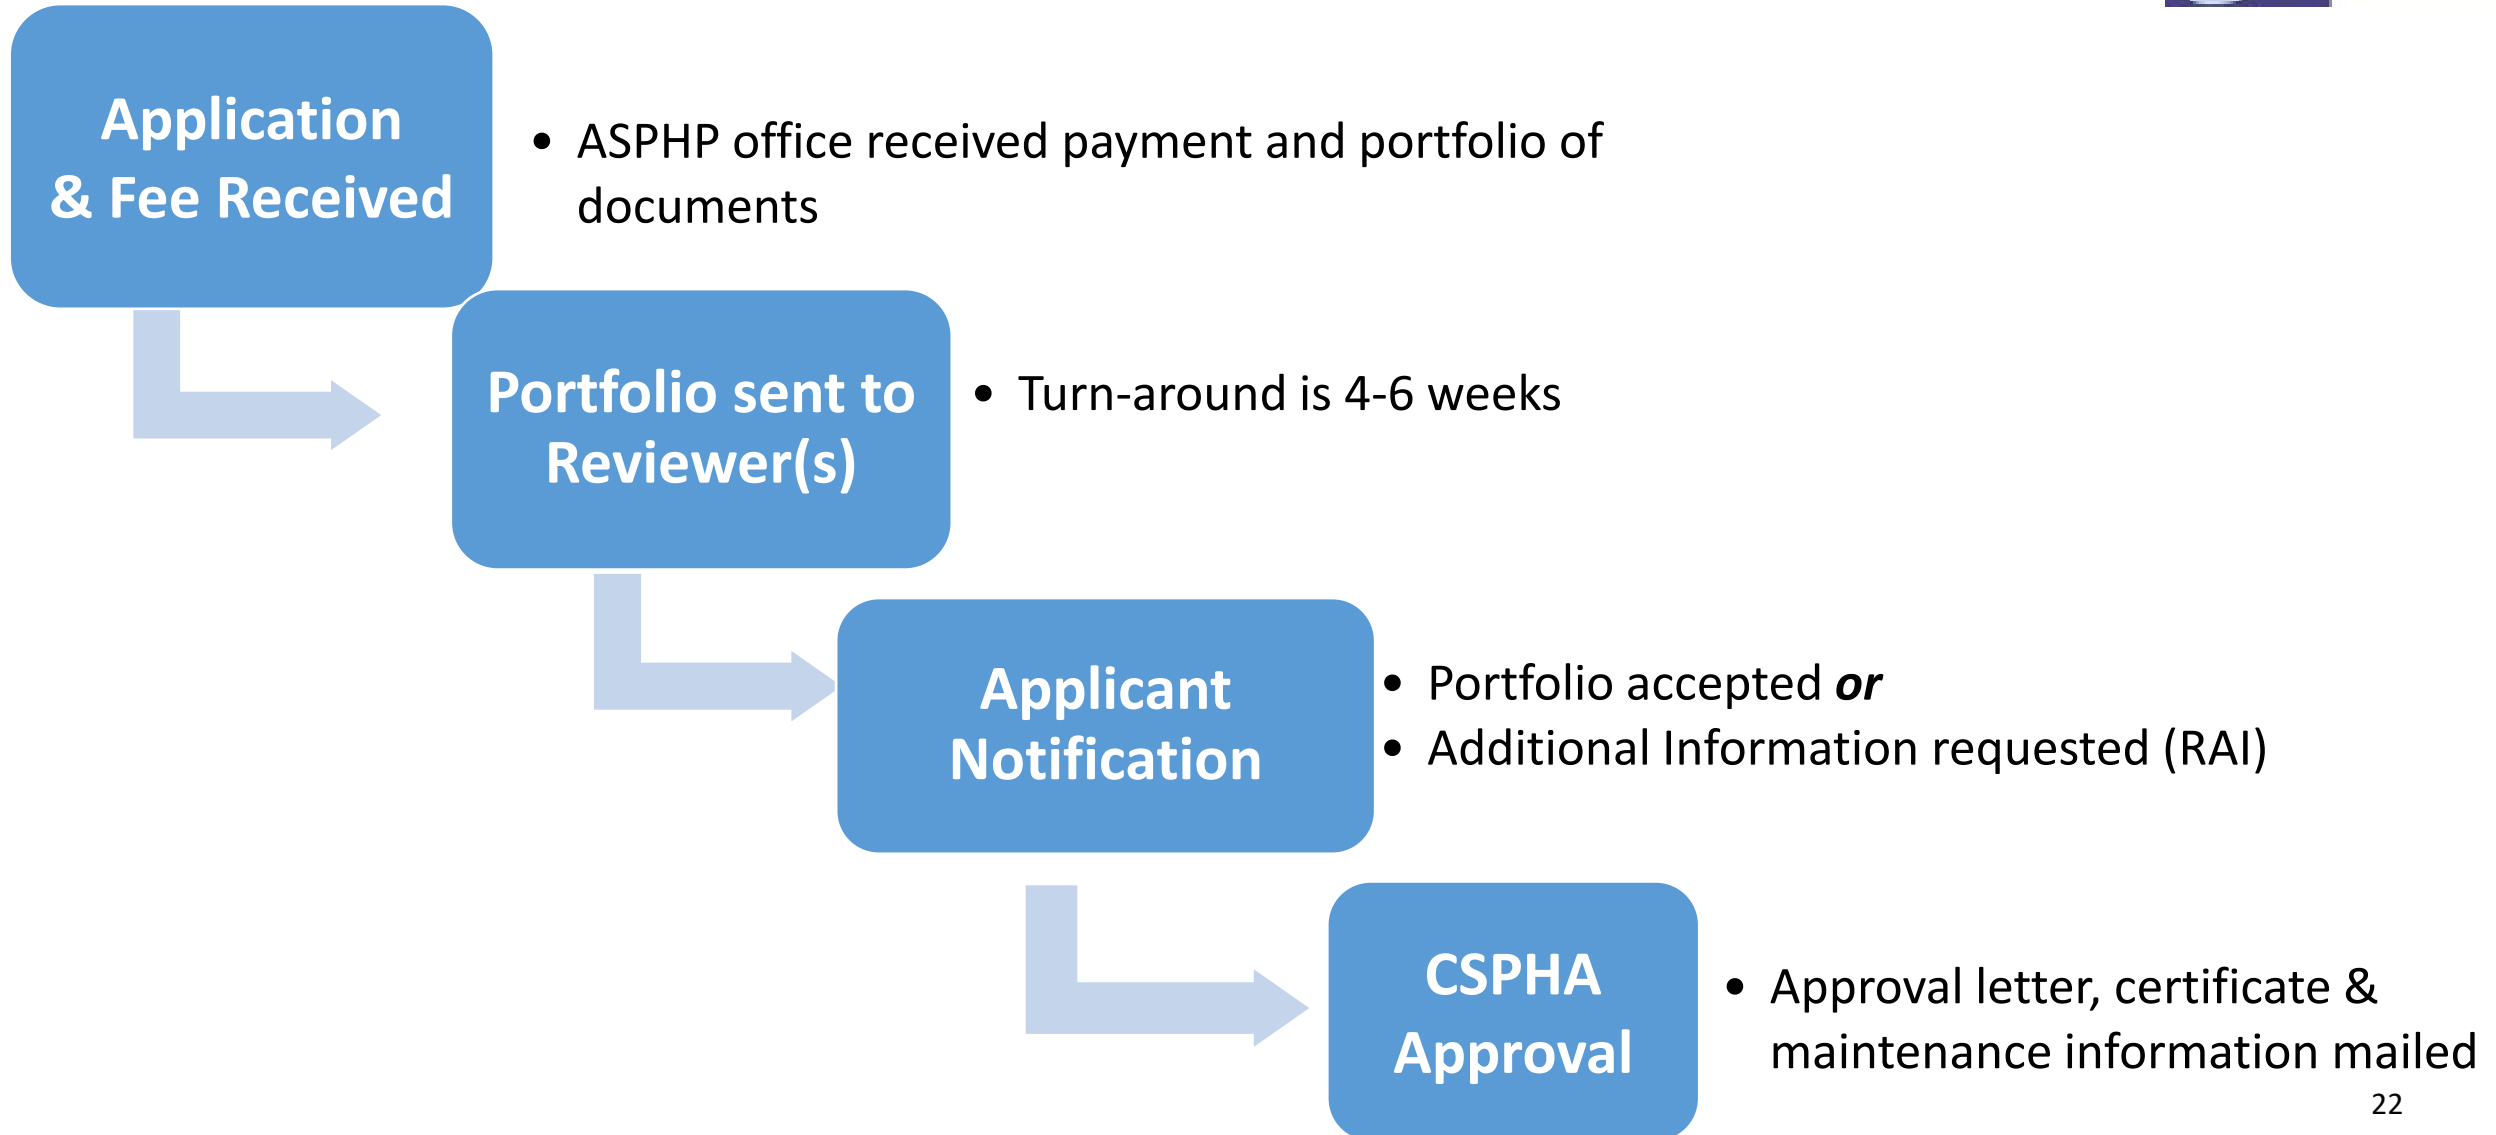 Application
& Fee Received
● ASPHP office received payment and portfolio of
documents
Portfolio sent to
Reviewer(s)
● Turn-around is 4-6 weeks
Applicant
Notification
● Portfolio accepted or
● Additional Information requested (RAI)
CSPHA
Approval
● Approval letter, certificate &
maintenance information mailed
22